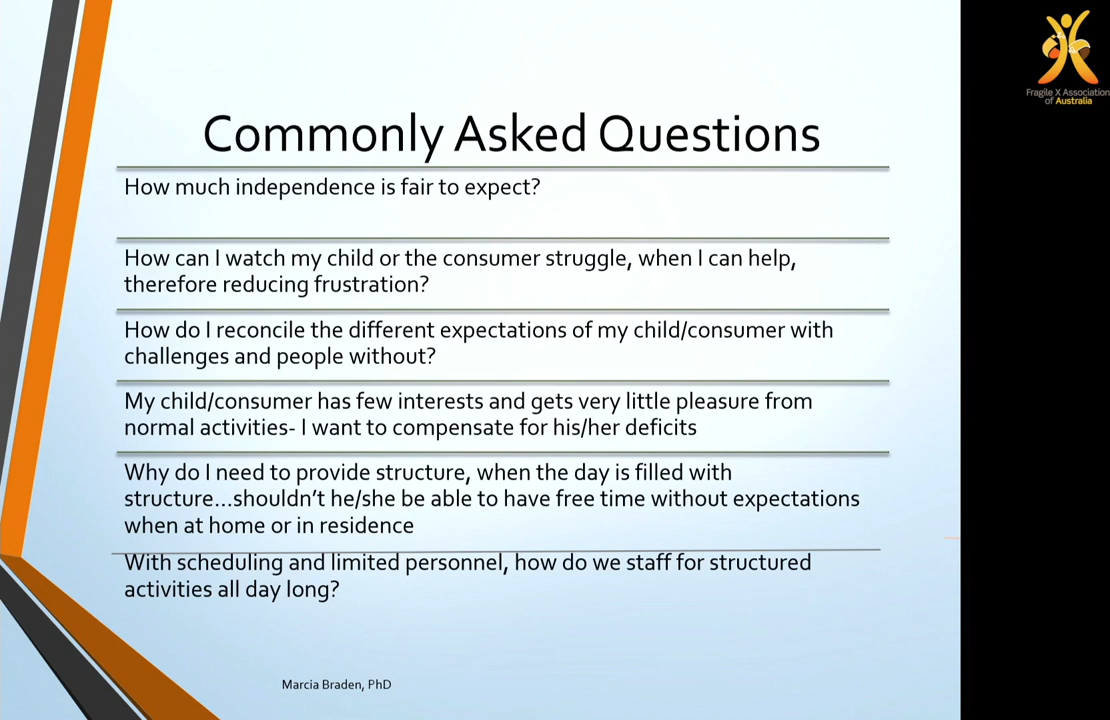 Commonly Asked Questions
How much independence is fair to expect?
How can I watch my child or the consumer struggle, when I can help,
therefore reducing frustration?
How do I reconcile the different expectations of my child/consumer with
challenges and people without?
My child/consumer has few interests and gets very little pleasure from
normal activities- I want to compensate for his/her deficits
Why do I need to provide structure, when the day is filled with
structure...shouldn't he/she be able to have free time without expectations
when at home or in residence
With scheduling and limited personnel, how do we staff for structured
activities all day long?
Marcia Braden, PhD
Fragile X Association
of Australia